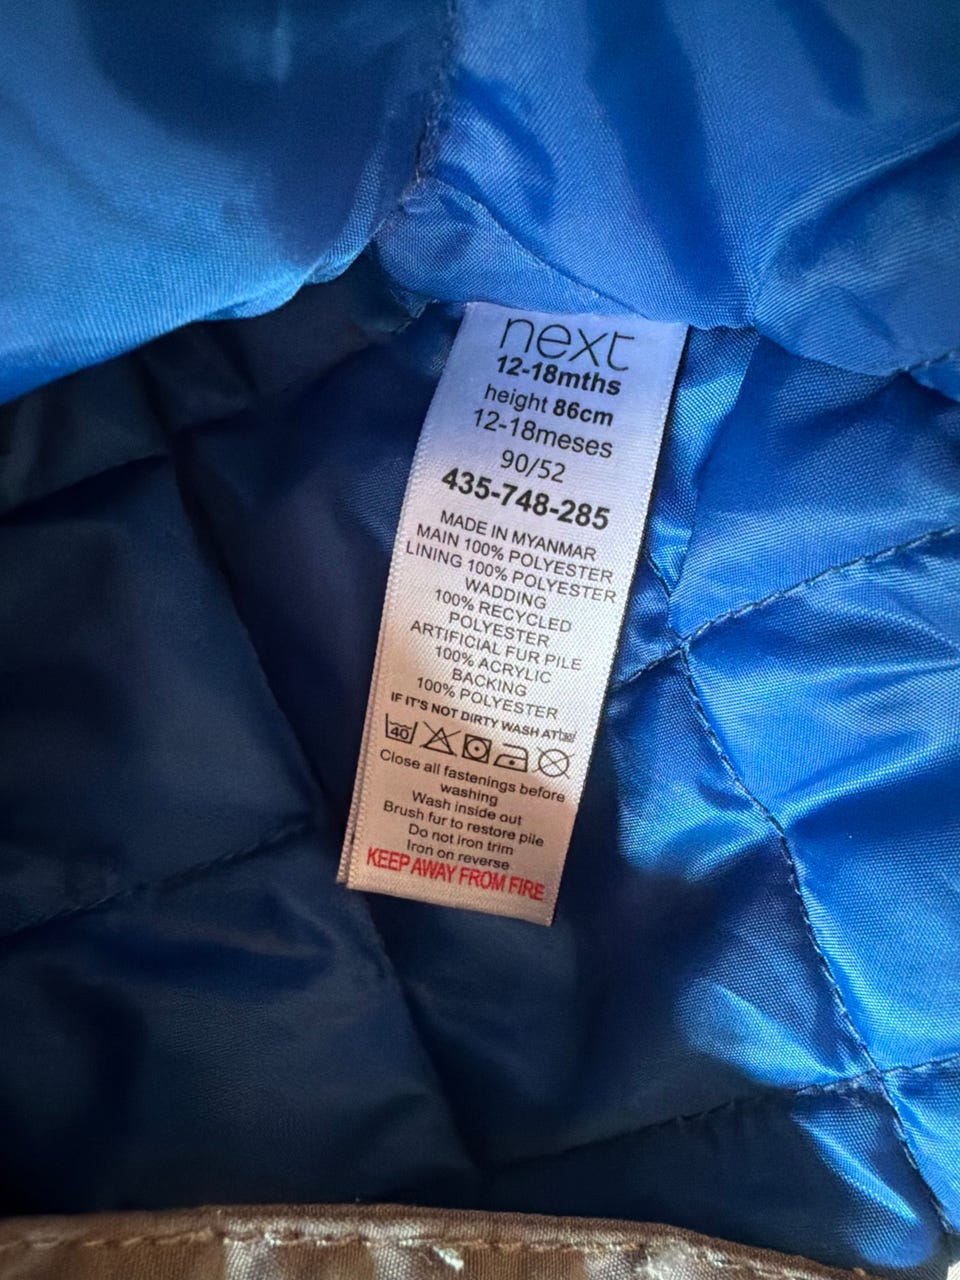 next
12-18mths
height 86cm
12-18meses
90/52
435-748-285
MADE IN MYANMAR
MAIN 100% POLYESTER
LINING 100% POLYESTER
WADDING
100% RECYCLED
POLYESTER
ARTIFICIAL FUR PILE
100% ACRYLIC
BACKING
100% POLYESTER
IF IT'S NOT DIRTY WASH AT 30
40
Close all fastenings before
washing
Wash inside out
Brush fur to restore pile
Do not iron trim
Iron on reverse
KEEP AWAY FROM FIRE